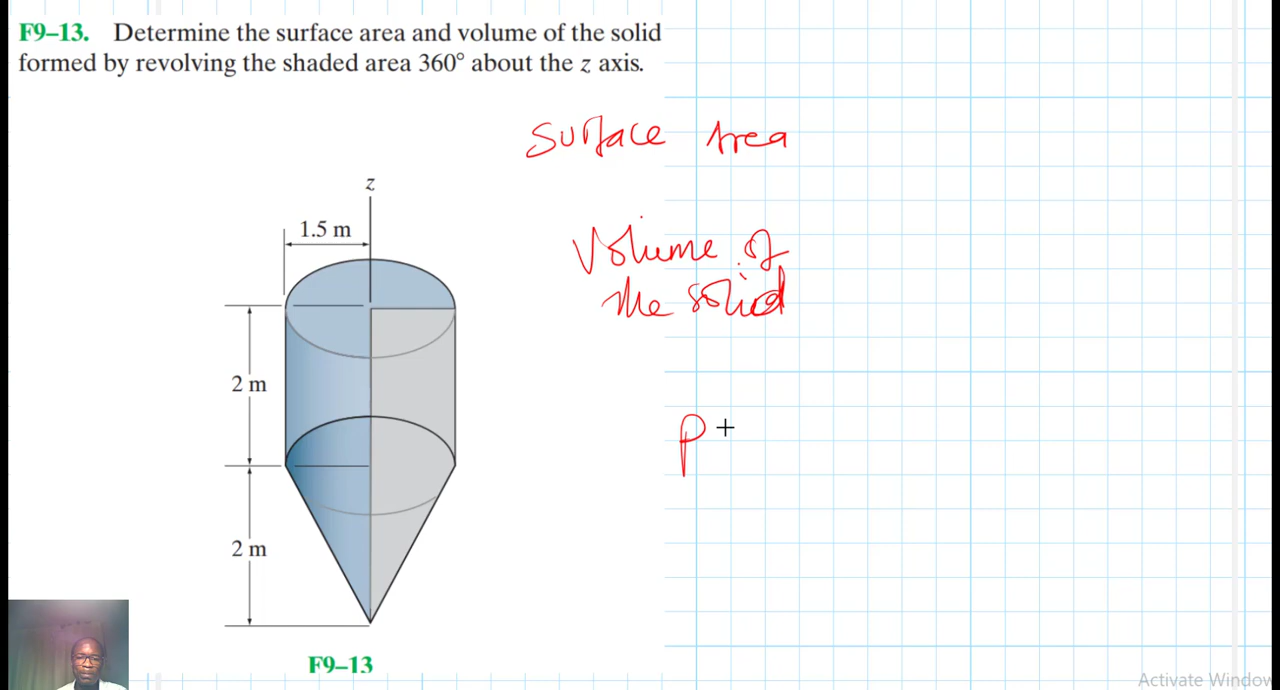 F9–13. Determine the surface area and volume of the solid
formed by revolving the shaded area 360° about the z axis.
Surface Area
z
1.5 m
Volume of
the solid
2 m
P
2 m
F9–13
Activate Window